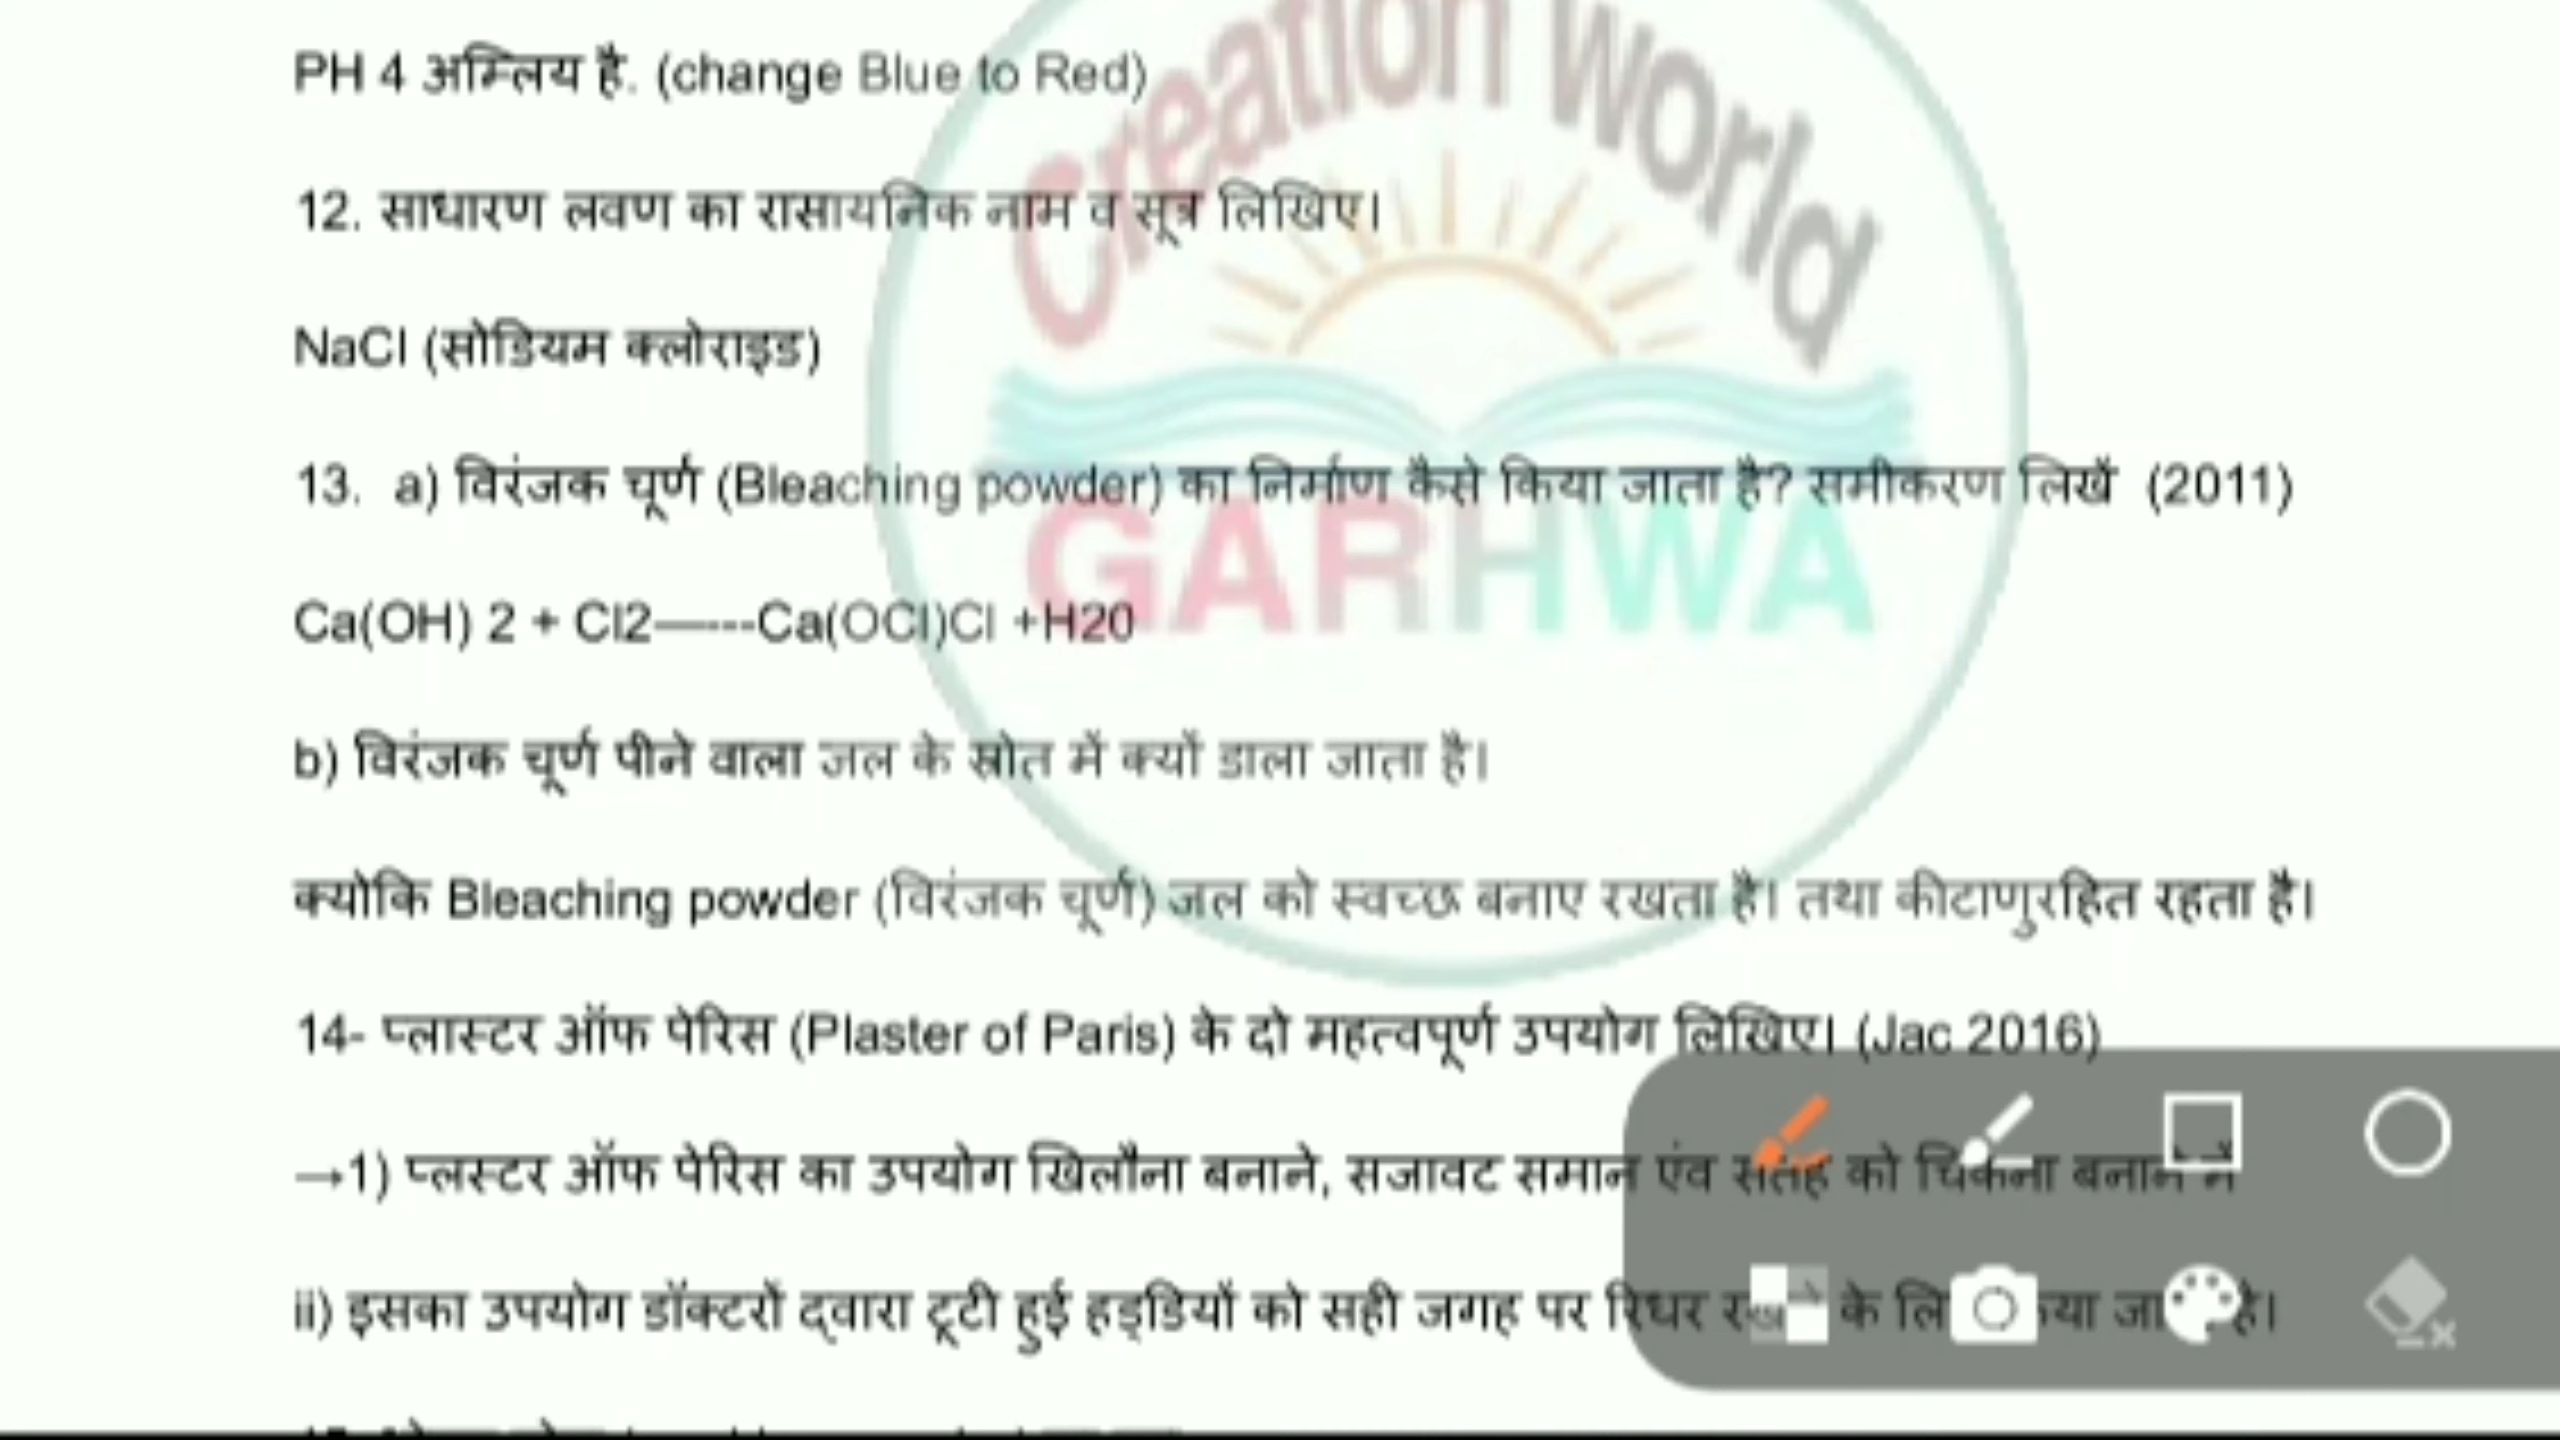 PH 4 अम्लिय है. (change Blue to Red)
Creation World
12. साधारण लवण का रासायनिक नाम व सूत्र लिखिए।
NaCl (सोडियम क्लोराइड)
13. a) विरंजक चूर्ण (Bleaching powder) का निर्माण कैसे किया जाता है? समीकरण लिखें (2011)
GARHWA
Ca(OH) 2 + Cl2—---Ca(OCl)Cl +H20
b) विरंजक चूर्ण पीने वाला जल के स्रोत में क्यों डाला जाता है।
क्योकि Bleaching powder (विरंजक चूर्ण) जल को स्वच्छ बनाए रखता है। तथा कीटाणुरहित रहता है।
14- प्लास्टर ऑफ पेरिस (Plaster of Paris) के दो महत्वपूर्ण उपयोग लिखिए। (Jac 2016)
→1) प्लस्टर ऑफ पेरिस का उपयोग खिलौना बनाने, सजावट समान एंव सतह को चिकना बनाने में
ii) इसका उपयोग डॉक्टरों द्वारा टूटी हुई हड्डियों को सही जगह पर के है।